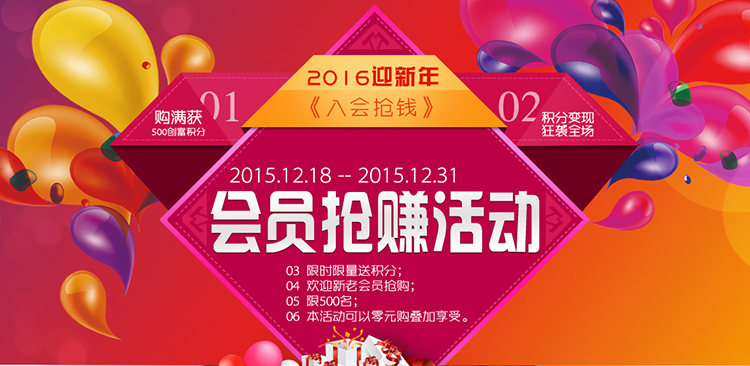 2016迎新年
《入会抢钱》
01
购满获
500创富积分
02
积分变现
狂袭全场
2015.12.18 -- 2015.12.31
会员抢赚活动
03 限时限量送积分；
04 欢迎新老会员抢购；
05 限500名；
06 本活动可以零元购叠加享受。